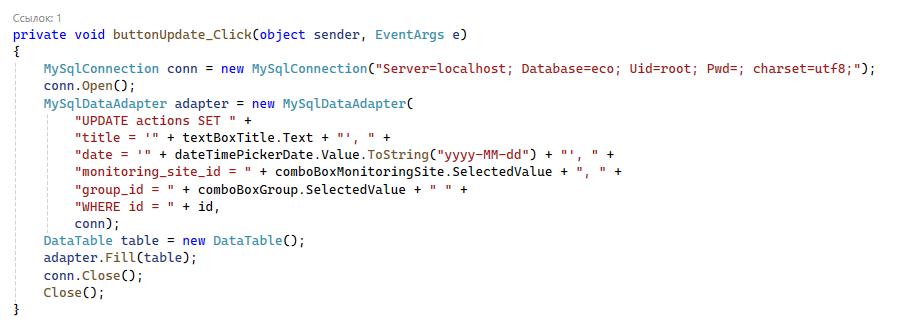 Ссылок: 1
private void buttonUpdate_Click(object sender, EventArgs e)
{
    MySqlConnection conn = new MySqlConnection("Server=localhost; Database=eco; Uid=root; Pwd=; charset=utf8;");
    conn.Open();
    MySqlDataAdapter adapter = new MySqlDataAdapter(
        "UPDATE actions SET " +
        "title = '" + textBoxTitle.Text + "', " +
        "date = '" + dateTimePickerDate.Value.ToString("yyyy-MM-dd") + "', " +
        "monitoring_site_id = " + comboBoxMonitoringSite.SelectedValue + ", " +
        "group_id = " + comboBoxGroup.SelectedValue + " " +
        "WHERE id = " + id,
        conn);
    DataTable table = new DataTable();
    adapter.Fill(table);
    conn.Close();
    Close();
}